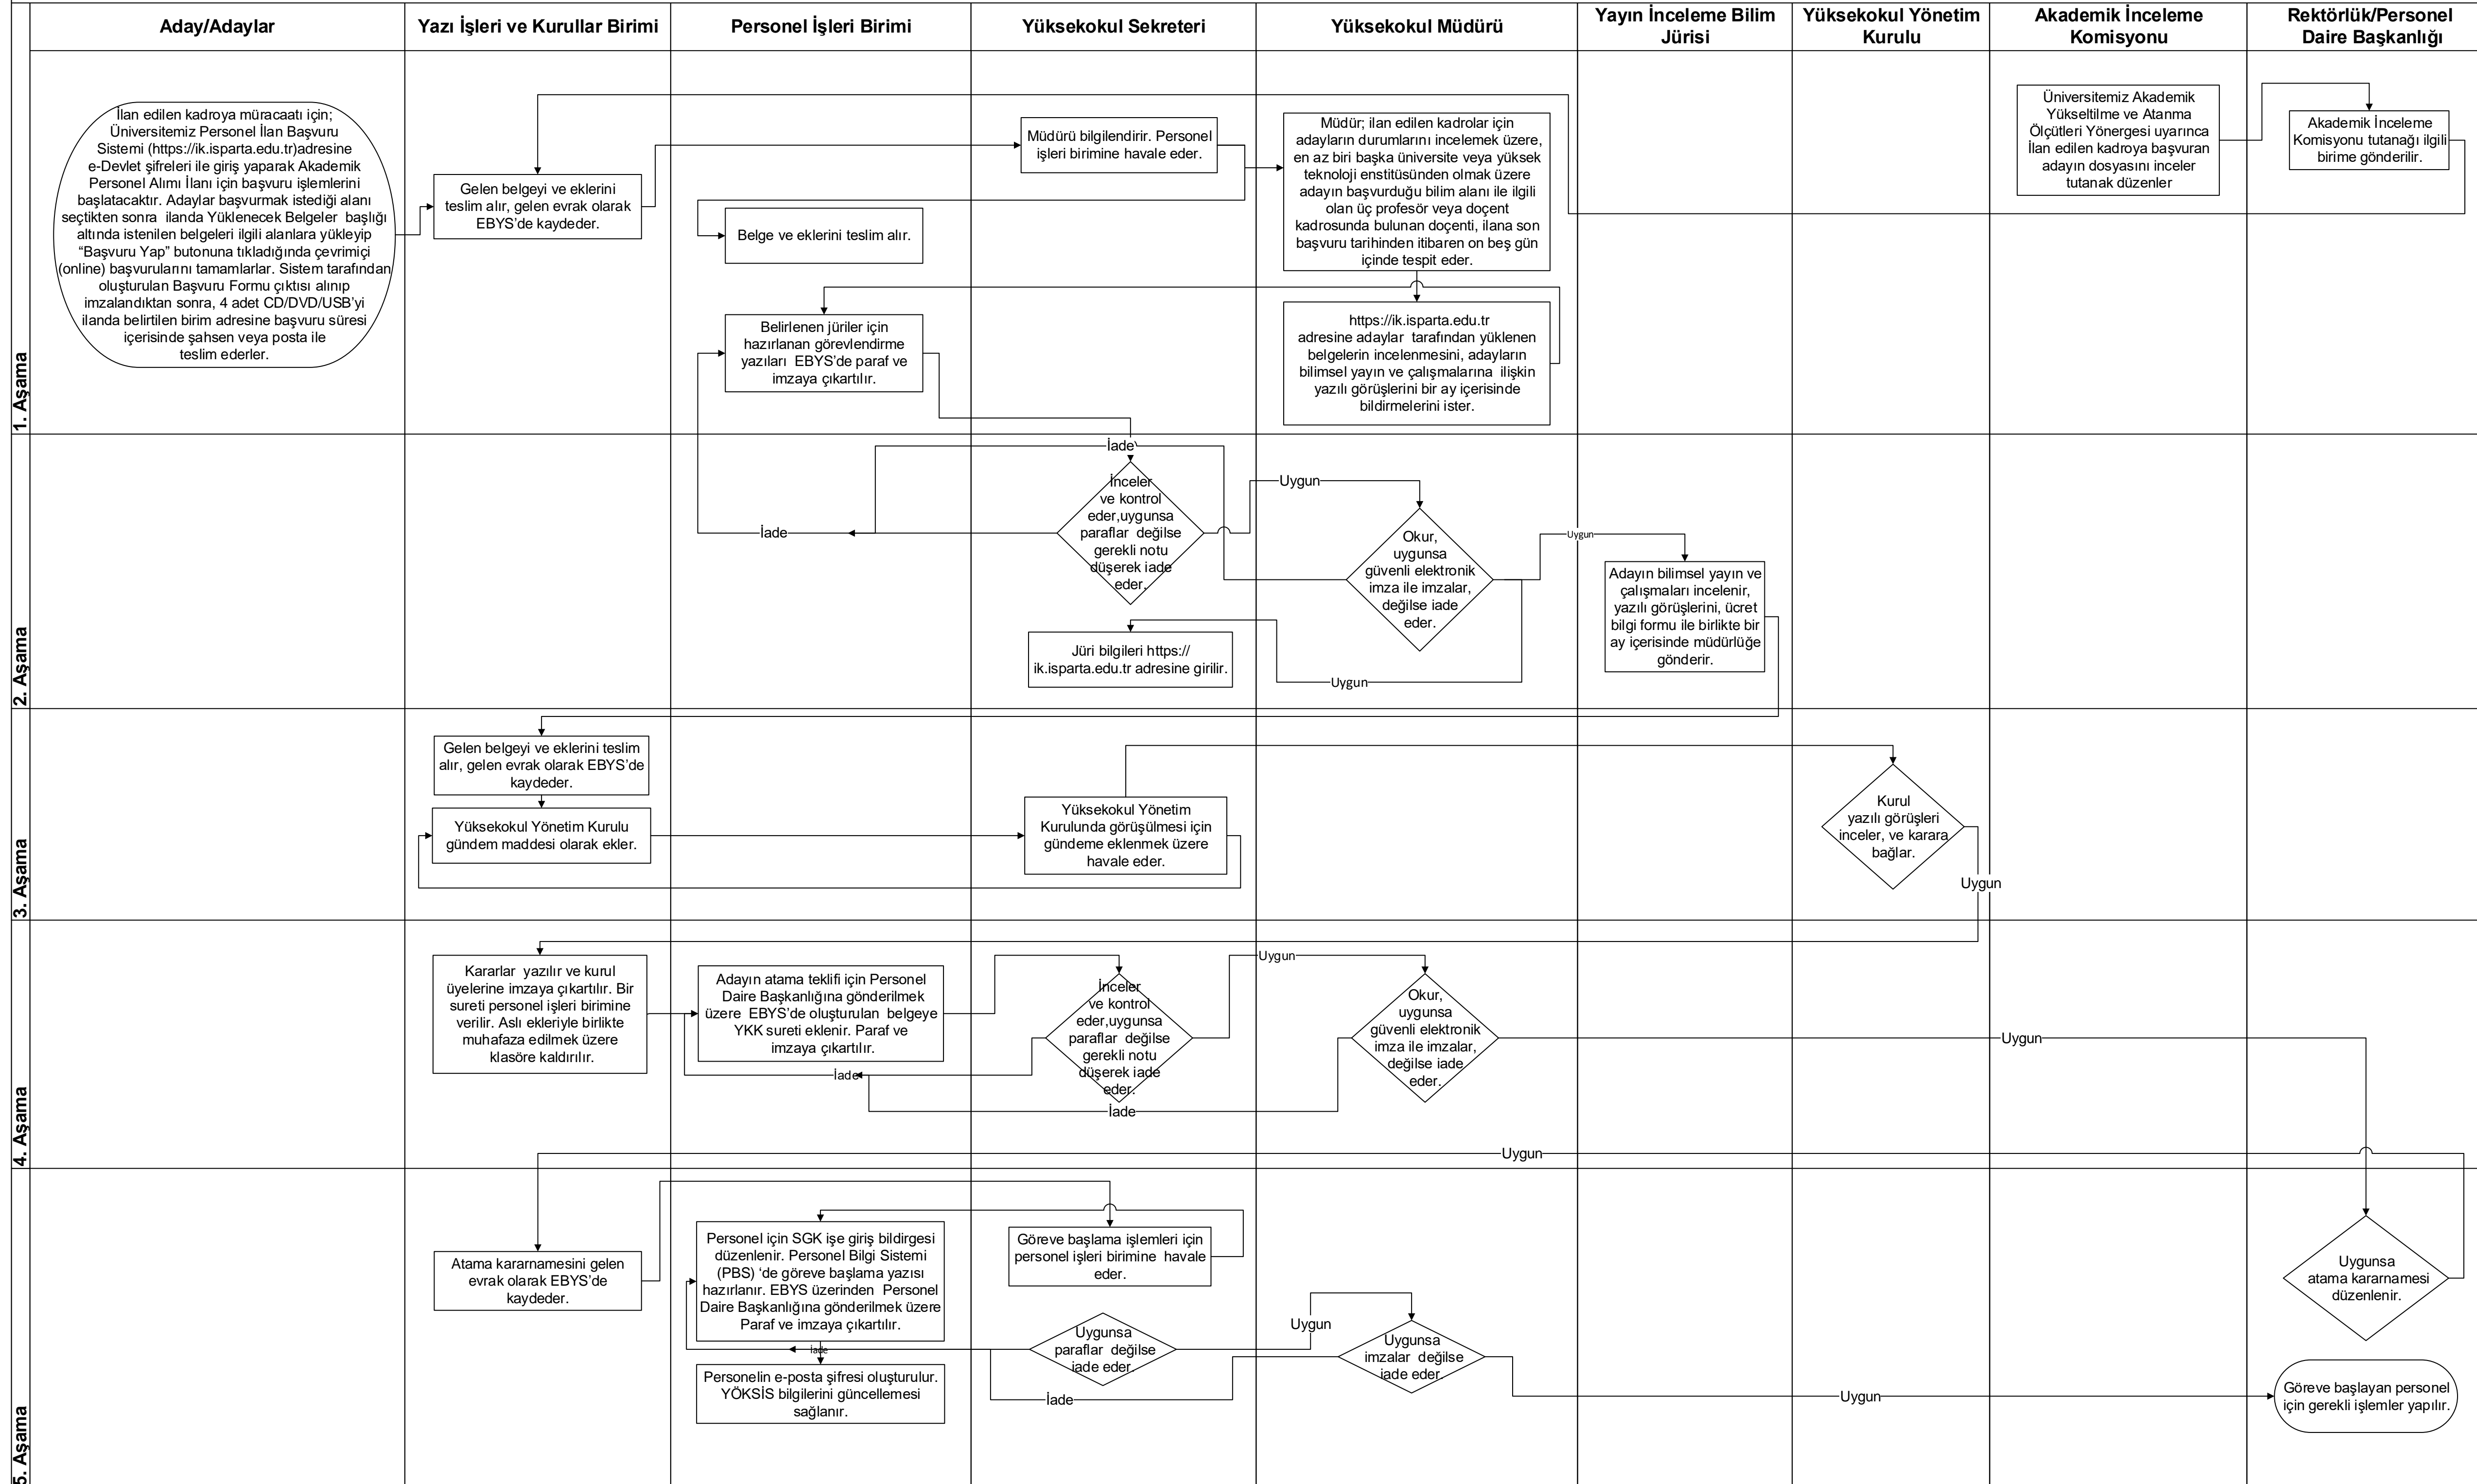 Aday/Adaylar
Yazı İşleri ve Kurullar Birimi
Personel İşleri Birimi
Yüksekokul Sekreteri
Yüksekokul Müdürü
Yayın İnceleme Bilim
Jürisi
Yüksekokul Yönetim
Kurulu
Akademik İnceleme
Komisyonu
Rektörlük/Personel
Daire Başkanlığı
1. Aşama
İlan edilen kadroya müracaatı için;
Üniversitemiz Personel İlan Başvuru
Sistemi (https://ik.isparta.edu.tr)adresine
e-Devlet şifreleri ile giriş yaparak Akademik
Personel Alımı İlanı için başvuru işlemlerini
başlatacaktır. Adaylar başvurmak istediği alanı
seçtikten sonra ilanda Yüklenecek Belgeler başlığı
altında istenilen belgeleri ilgili alanlara yükleyip
“Başvuru Yap” butonuna tıkladığında çevrimiçi
(online) başvurularını tamamlarlar. Sistem tarafından
oluşturulan Başvuru Formu çıktısı alınıp
imzalandıktan sonra, 4 adet CD/DVD/USB’yi
ilanda belirtilen birim adresine başvuru süresi
içerisinde şahsen veya posta ile
teslim ederler.
Gelen belgeyi ve eklerini
teslim alır, gelen evrak olarak
EBYS’de kaydeder.
Belge ve eklerini teslim alır.
Belirlenen jüriler için
hazırlanan görevlendirme
yazıları EBYS’de paraf ve
imzaya çıkartılır.
Müdürü bilgilendirir. Personel
işleri birimine havale eder.
Müdür; ilan edilen kadrolar için
adayların durumlarını incelemek üzere,
en az biri başka üniversite veya yüksek
teknoloji enstitüsünden olmak üzere
adayın başvurduğu bilim alanı ile ilgili
olan üç profesör veya doçent
kadrosunda bulunan doçenti, ilana son
başvuru tarihinden itibaren on beş gün
içinde tespit eder.
https://ik.isparta.edu.tr
adresine adaylar tarafından yüklenen
belgelerin incelenmesini, adayların
bilimsel yayın ve çalışmalarına ilişkin
yazılı görüşlerini bir ay içerisinde
bildirmelerini ister.
Üniversitemiz Akademik
Yükseltilme ve Atanma
Ölçütleri Yönergesi uyarınca
İlan edilen kadroya başvuran
adayın dosyasını inceler
tutanak düzenler
Akademik İnceleme
Komisyonu tutanağı ilgili
birime gönderilir.
2. Aşama
İade
İade
İnceler
ve kontrol
eder,uygunsa
paraflar değilse
gerekli notu
düşerek iade
eder.
Uygun
Okur,
uygunsa
güvenli elektronik
imza ile imzalar,
değilse iade
eder.
Uygun
Adayın bilimsel yayın ve
çalışmaları incelenir,
yazılı görüşlerini, ücret
bilgi formu ile birlikte bir
ay içerisinde müdürlüğe
gönderir.
Jüri bilgileri https://
ik.isparta.edu.tr adresine girilir.
Uygun
3. Aşama
Gelen belgeyi ve eklerini teslim
alır, gelen evrak olarak EBYS’de
kaydeder.
Yüksekokul Yönetim Kurulu
gündem maddesi olarak ekler.
Yüksekokul Yönetim
Kurulunda görüşülmesi için
gündeme eklenmek üzere
havale eder.
Kurul
yazılı görüşleri
inceler, ve karara
bağlar.
Uygun
4. Aşama
Kararlar yazılır ve kurul
üyelerine imzaya çıkartılır. Bir
sureti personel işleri birimine
verilir. Aslı ekleriyle birlikte
muhafaza edilmek üzere
klasöre kaldırılır.
Adayın atama teklifi için Personel
Daire Başkanlığına gönderilmek
üzere EBYS’de oluşturulan belgeye
YKK sureti eklenir. Paraf ve
imzaya çıkartılır.
İade
İnceler
ve kontrol
eder,uygunsa
paraflar değilse
gerekli notu
düşerek iade
eder.
İade
Uygun
Okur,
uygunsa
güvenli elektronik
imza ile imzalar,
değilse iade
eder.
Uygun
Uygun
5. Aşama
Atama kararnamesini gelen
evrak olarak EBYS’de
kaydeder.
Personel için SGK işe giriş bildirgesi
düzenlenir. Personel Bilgi Sistemi
(PBS) ‘de göreve başlama yazısı
hazırlanır. EBYS üzerinden Personel
Daire Başkanlığına gönderilmek üzere
Paraf ve imzaya çıkartılır.
İade
Personelin e-posta şifresi oluşturulur.
YÖKSİS bilgilerini güncellemesi
sağlanır.
Göreve başlama işlemleri için
personel işleri birimine havale
eder.
Uygunsa
paraflar değilse
iade eder.
İade
Uygun
Uygunsa
imzalar değilse
iade eder.
Uygun
Uygunsa
atama kararnamesi
düzenlenir.
Göreve başlayan personel
için gerekli işlemler yapılır.